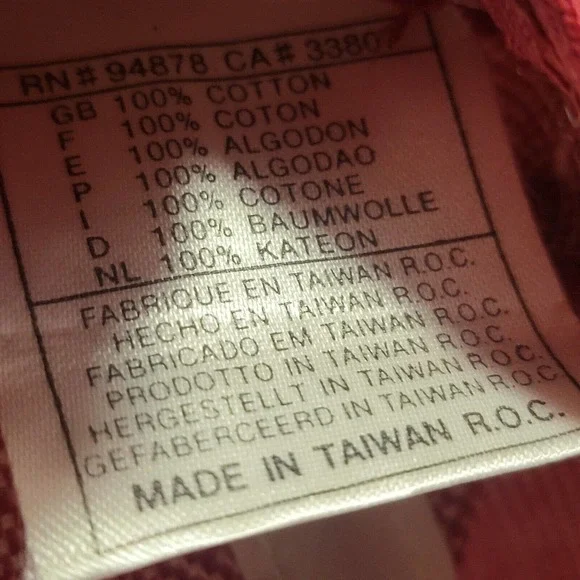 RN# 94878 CA# 3380
GB 100% COTTON
F 100% COTON
E 100% ALGODON
P 100% ALGODAO
I 100% COTONE
D 100% BAUMWOLLE
NL 100% KATEON
FABRIQUE EN TAIWAN R.O.C.
HECHO EN TAIWAN R.O.C.
FABRICADO EM TAIWAN R.O.C.
PRODOTTO IN TAIWAN R.O.C.
HERGESTELLT IN TAIWAN R.O.C.
GEFABERCEERD IN TAIWAN R.O.C.
MADE IN TAIWAN R.O.C.